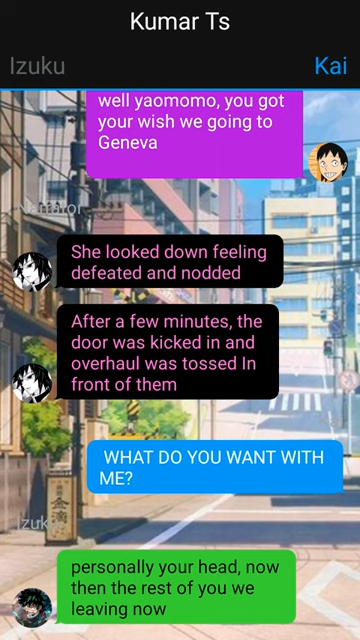 Kumar Ts
Izuku
Kai
well yaomomo, you got
your wish we going to
Geneva
Narrator
She looked down feeling
defeated and nodded
After a few minutes, the
door was kicked in and
overhaul was tossed In
front of them
WHAT DO YOU WANT WITH
ME?
Izuk
personally your head, now
then the rest of you we
leaving now